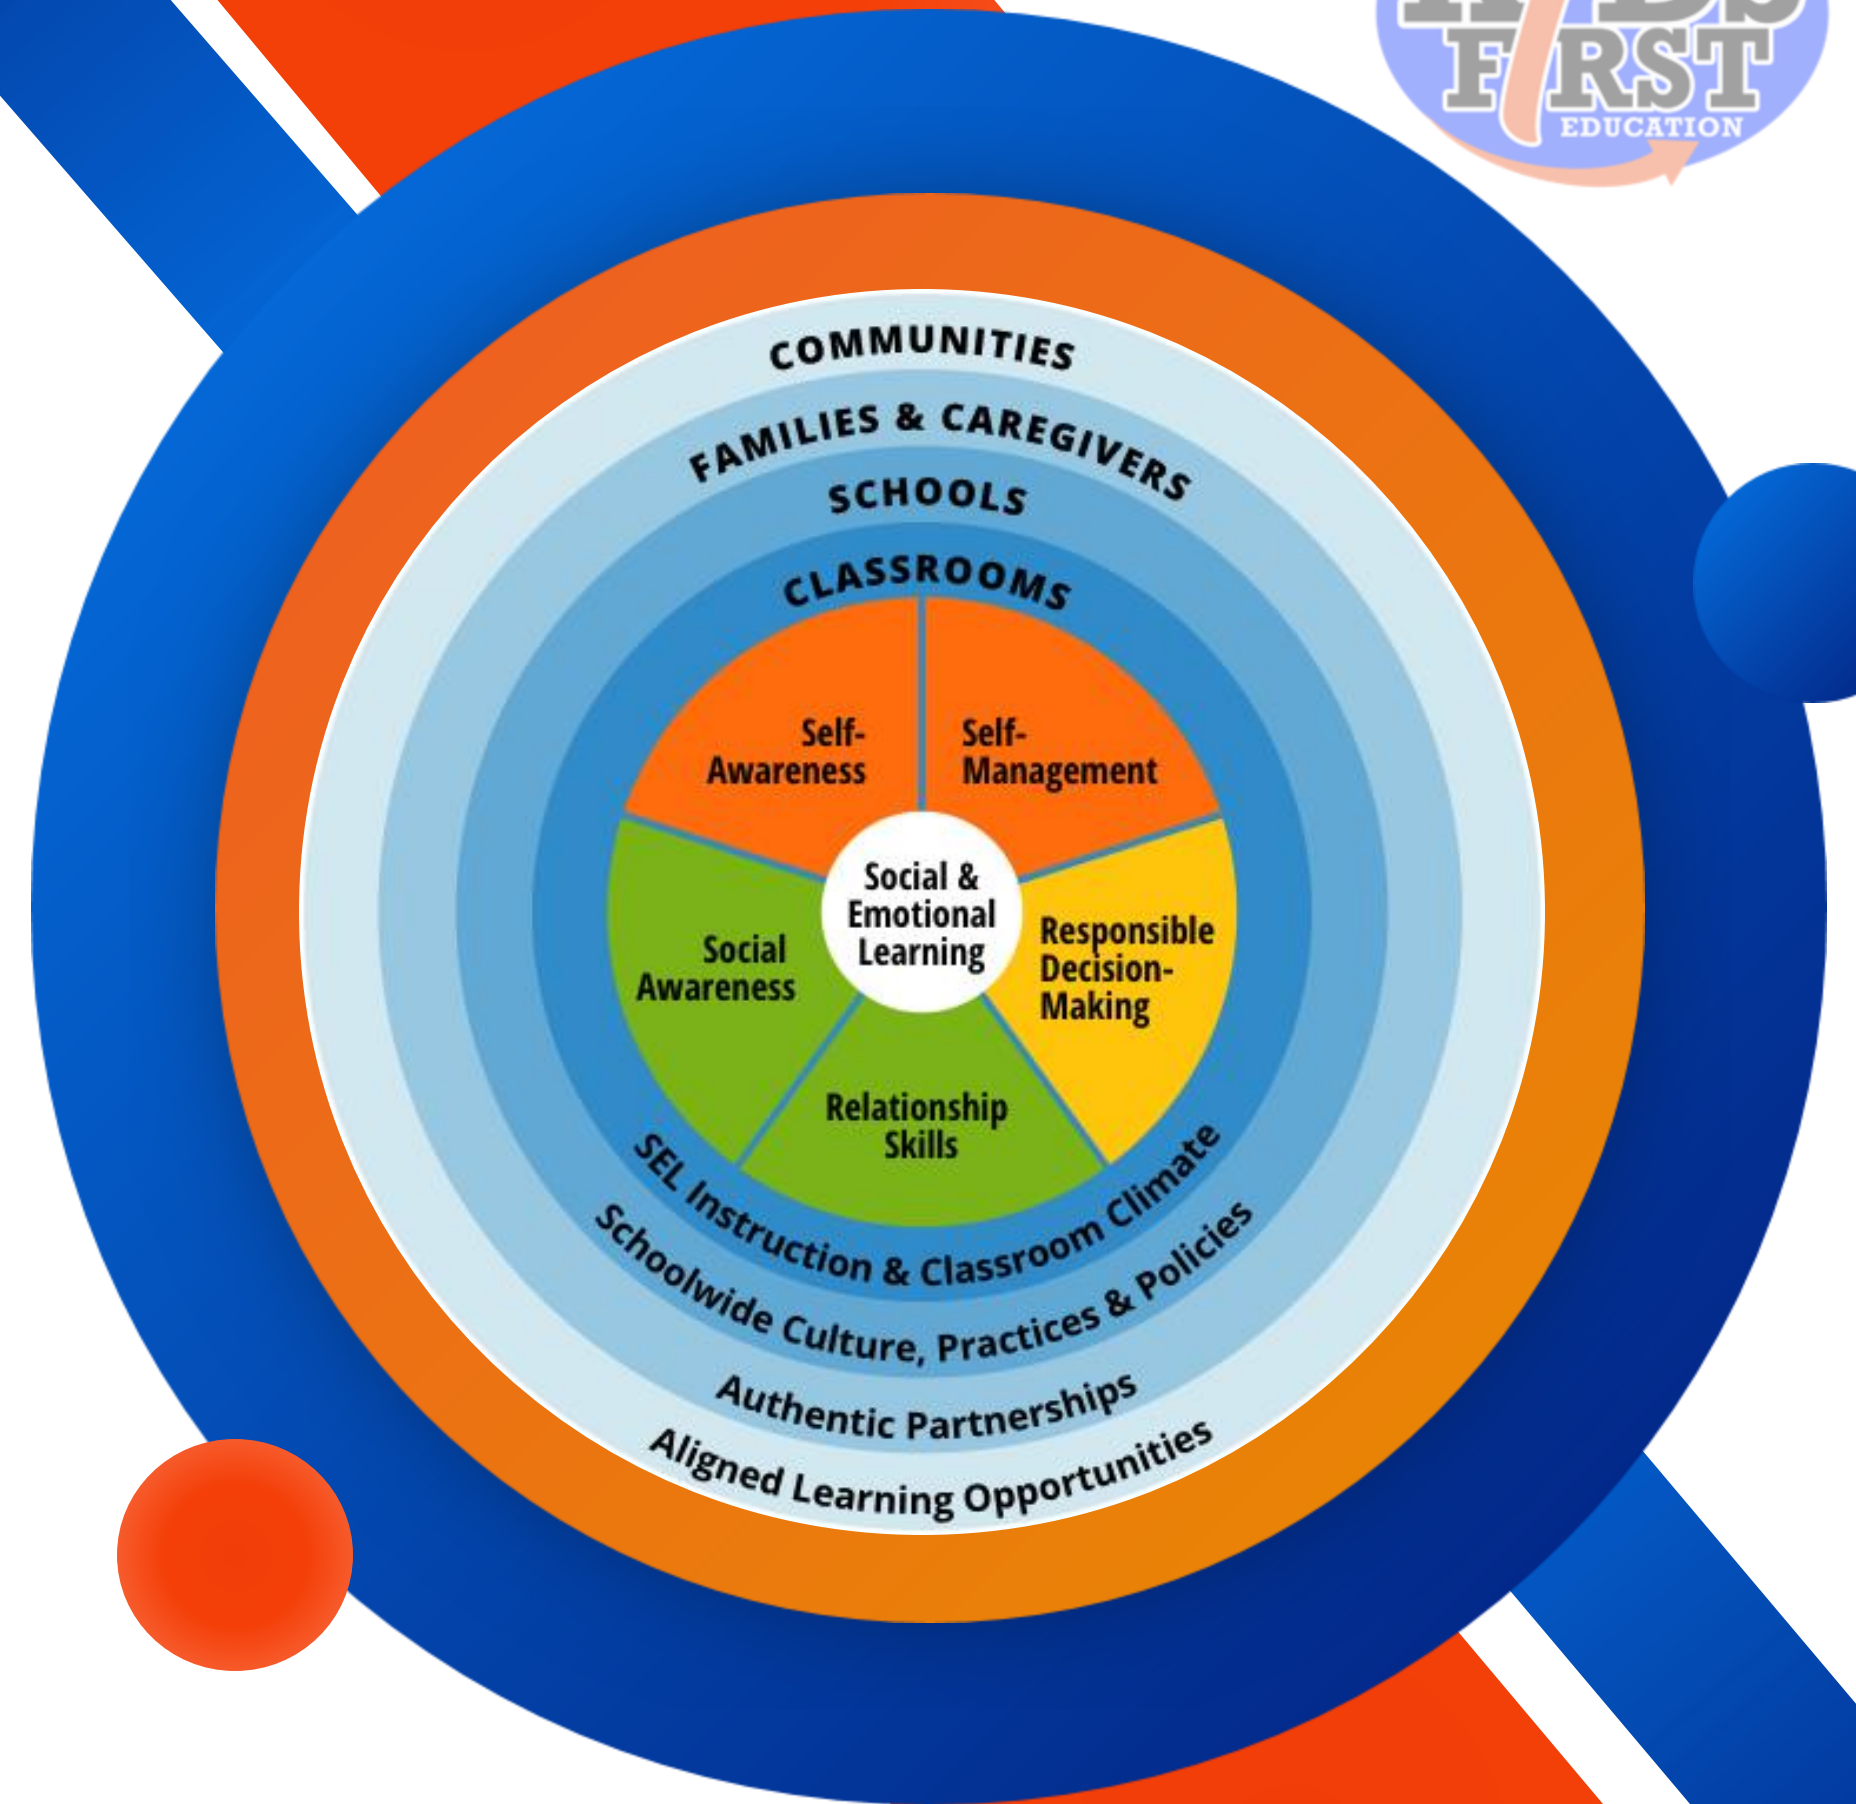 FIRST
EDUCATION
COMMUNITIES
FAMILIES & CAREGIVERS
SCHOOLS
CLASSROOMS
Self-
Awareness
Self-
Management
Social &
Emotional
Learning
Social
Awareness
Responsible
Decision-
Making
Relationship
Skills
SEL Instruction & Classroom Climate
Schoolwide Culture, Practices & Policies
Authentic Partnerships
Aligned Learning Opportunities